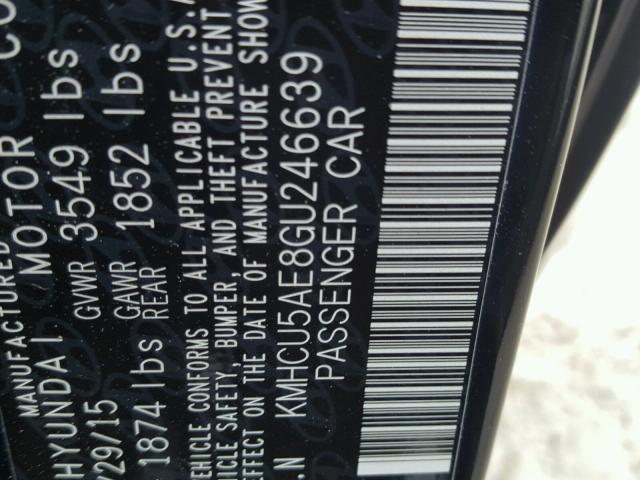 MANUFACTURED
HYUNDAI MOTOR CO
29/15 GVWR 3549 lbs
1874 lbs GAWR REAR 1852 lbs
VEHICLE CONFORMS TO ALL APPLICABLE U.S.A
VEHICLE SAFETY, BUMPER, AND THEFT PREVENT
EFFECT ON THE DATE OF MANUFACTURE SHOW
.N KMHCU5AE8GU246639
PASSENGER CAR